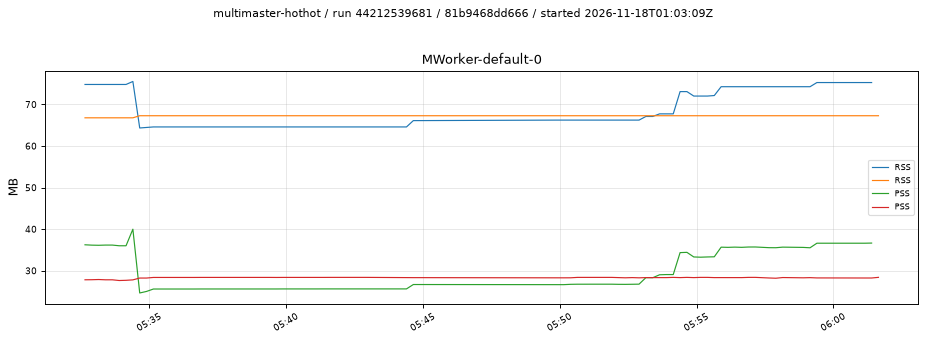 multimaster-hothot / run 44212539681 / 81b9468dd666 / started 2026-11-18T01:03:09Z
MWorker-default-0
MB
70
60
50
40
30
RSS
RSS
PSS
PSS
05:35
05:40
05:45
05:50
05:55
06:00